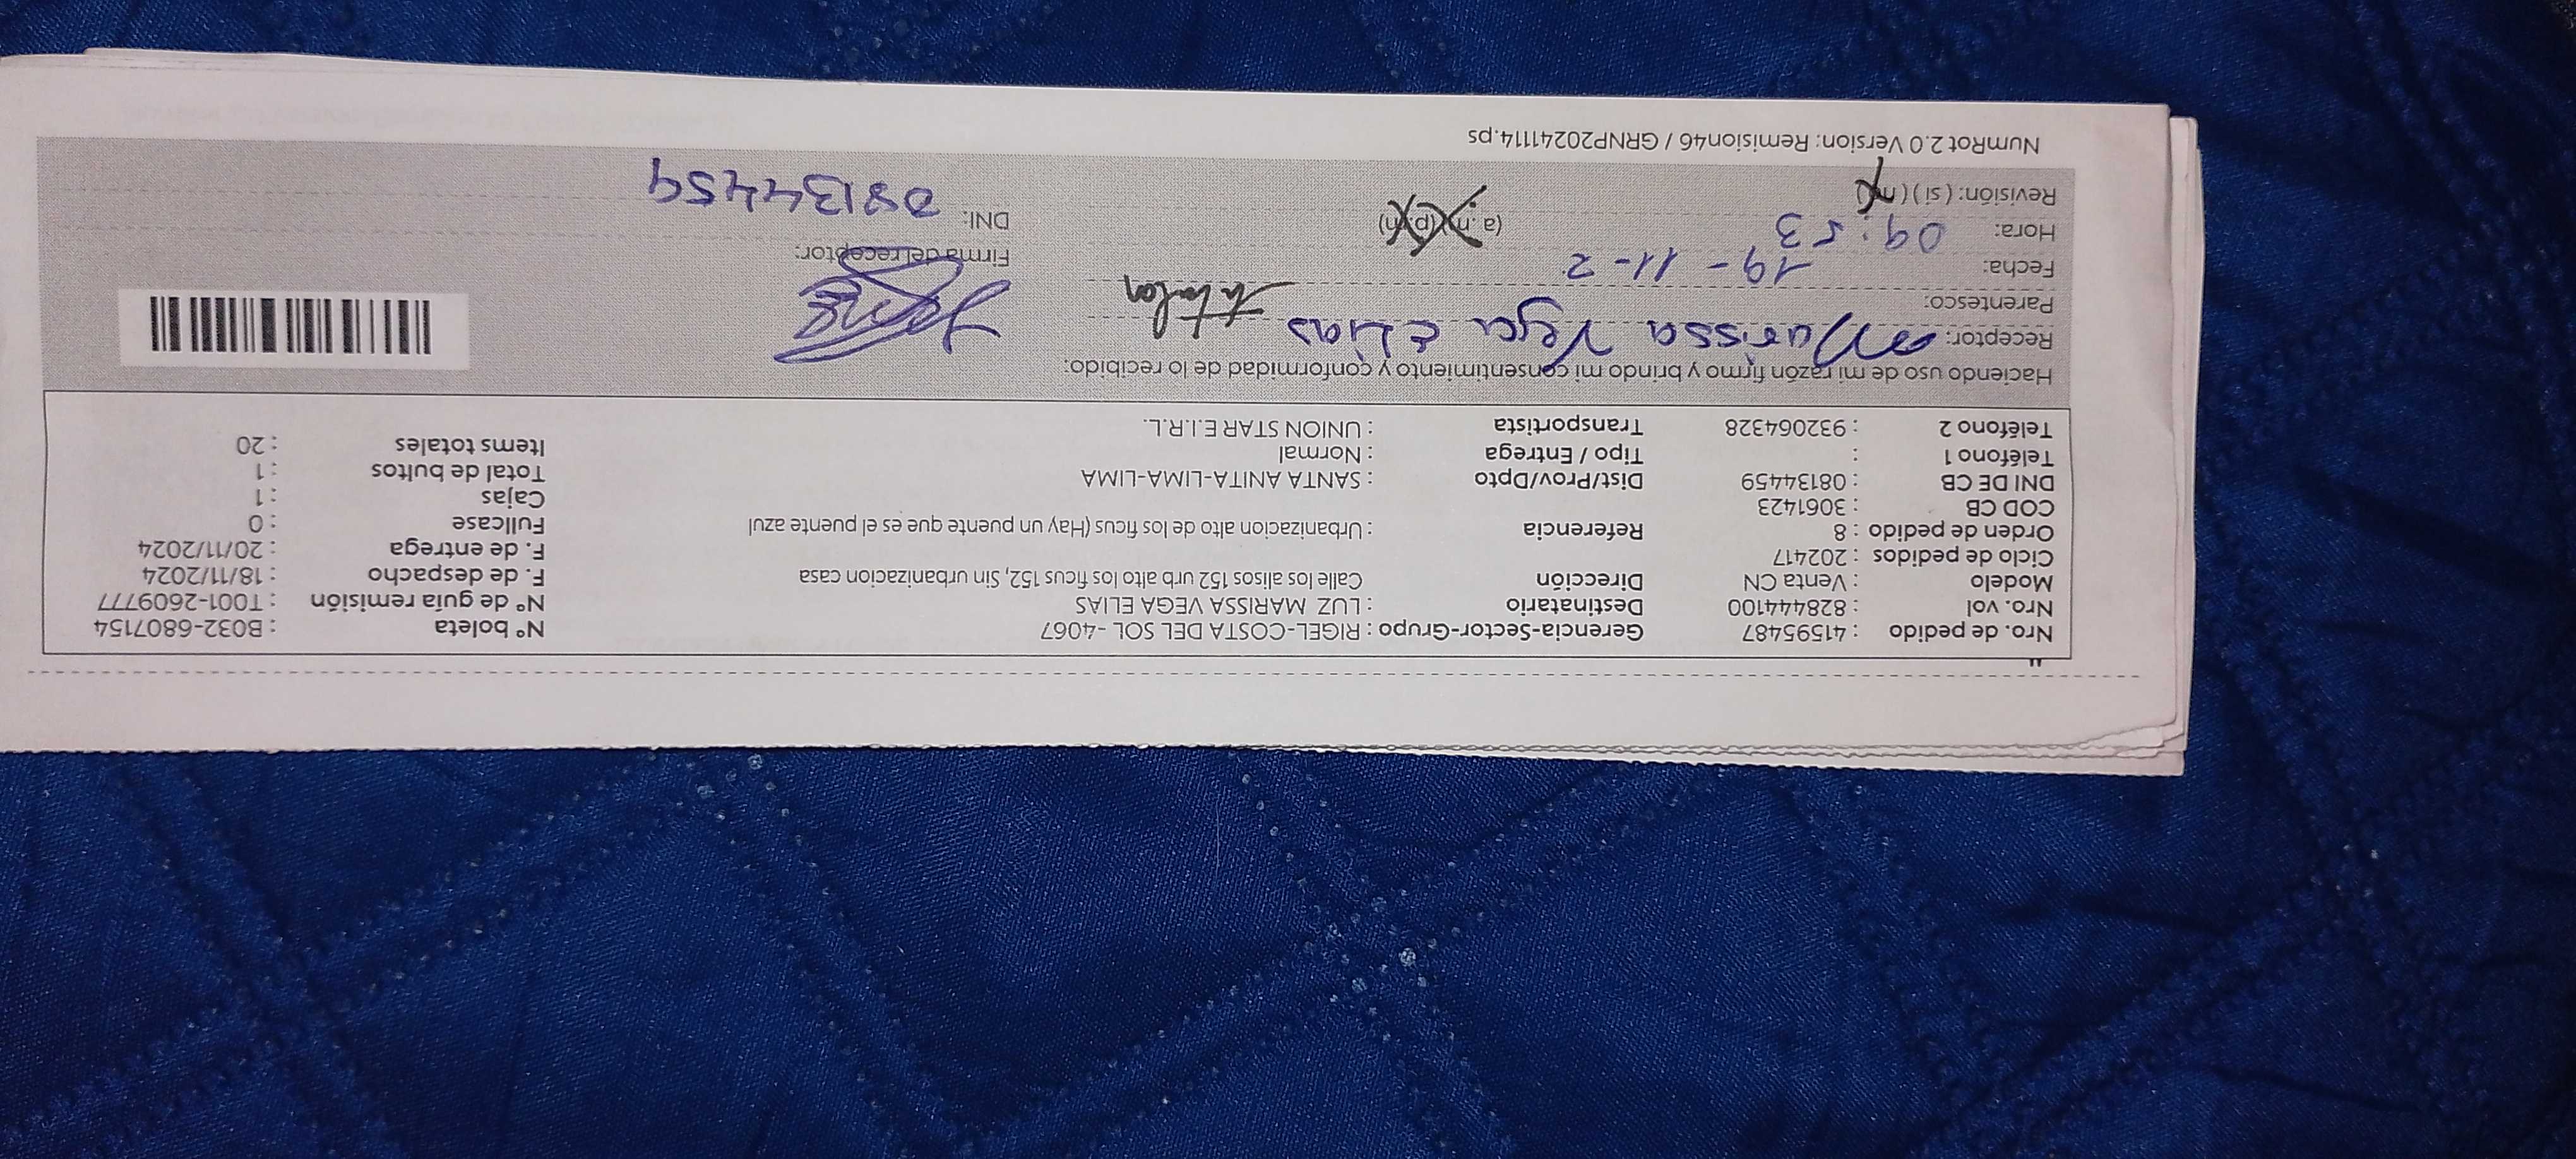 Nro. de pedido : 41595487 Gerencia-Sector-Grupo : RIGEL-COSTA DEL SOL -4067 N° boleta : B032-6807154
Nro. vol : 828444100 Destinatario : LUZ MARISSA VEGA ELIAS N° de guía remisión : T001-2609777
Modelo : Venta CN Dirección : Calle los alisos 152 urb alto los ficus 152, Sin urbanizacion casa F. de despacho : 18/11/2024
Ciclo de pedidos : 202417 F. de entrega : 20/11/2024
Orden de pedido : 8 Referencia : Urbanizacion alto de los ficus (Hay un puente que es el puente azul Fullcase : 0
COD CB : 3061423 Cajas : 1
DNI DE CB : 08134459 Dist/Prov/Dpto : SANTA ANITA-LIMA-LIMA Total de bultos : 1
Teléfono 1 : Tipo / Entrega : Normal Items totales : 20
Teléfono 2 : 932064328 Transportista : UNION STAR E.I.R.L.
Haciendo uso de mi razón firmo y brindo mi consentimiento y conformidad de lo recibido:
Receptor: Marissa Vega Elias
Parentesco: titular
Fecha: 19-11-2 Firma del receptor:
Hora: 09:53 (a.m) (p.m) DNI: 08134459
Revisión: ( si ) ( no )
NumRot 2.0 Version: Remision46 / GRNP20241114.ps